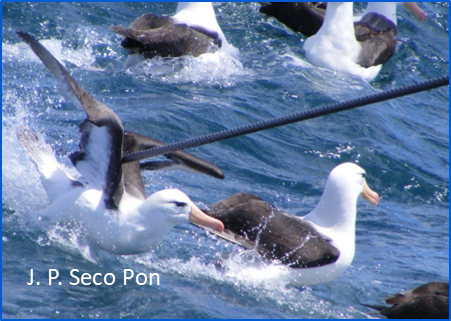 J. P. Seco Pon